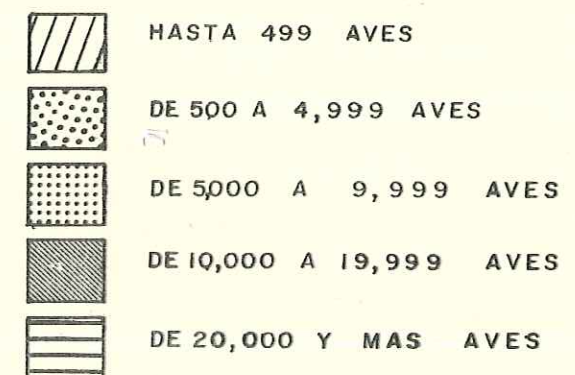 HASTA 499 AVES
DE 500 A 4,999 AVES
DE 5,000 A 9,999 AVES
DE 10,000 A 19,999 AVES
DE 20,000 Y MAS AVES